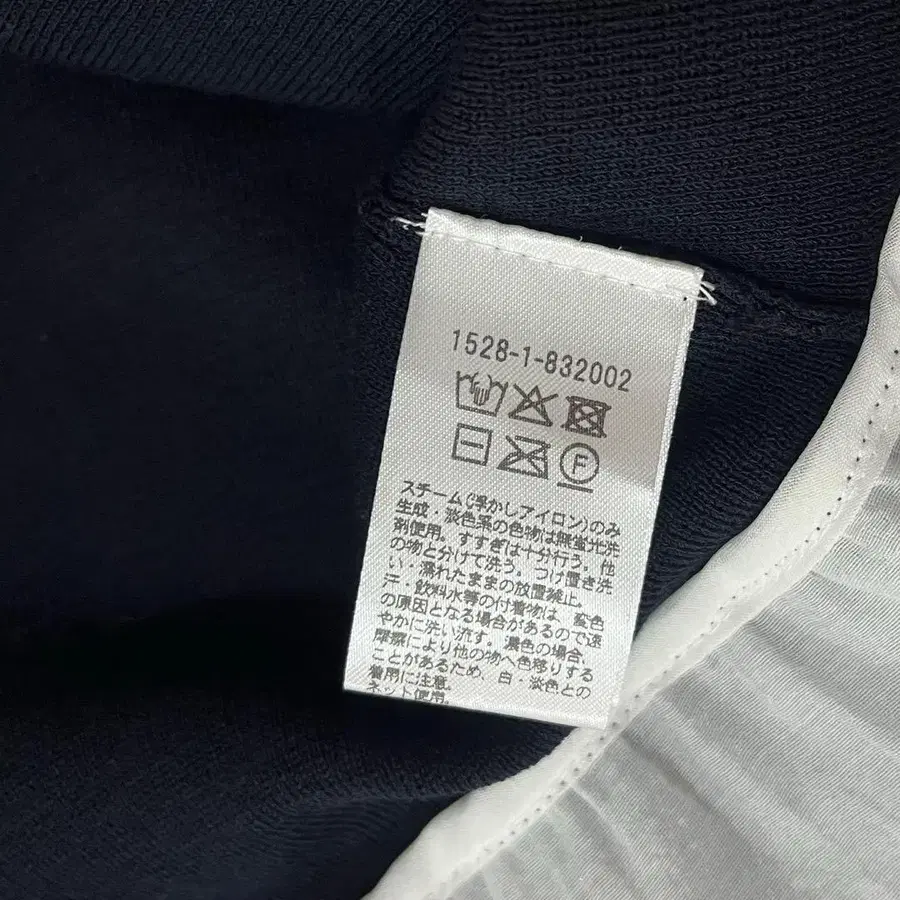 1528-1-832002
F
スチーム(浮かしアイロン)のみ
生成・淡色系の色物は無蛍光洗
剤使用。すすぎは十分行う。他
の物と分けて洗う。つけ置き洗
い・濡れたままの放置禁止。
汗・飲料水等の付着物は、変色
の原因となる場合があるので速
やかに洗い流す。濃色の場合、
摩擦により他の物へ色移りする
ことがあるため、白・淡色との
着用に注意。
ネット使用。